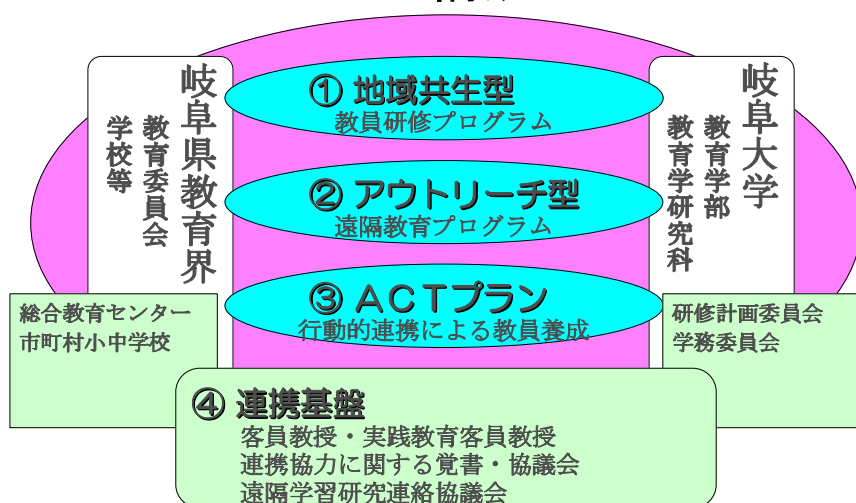 ① 地域共生型
教員研修プログラム
② アウトリーチ型
遠隔教育プログラム
③ ＡＣＴプラン
行動的連携による教員養成
岐阜県教育界
教育委員会
学校等
岐阜大学
教育学部
教育学研究科
総合教育センター
市町村小中学校
研修計画委員会
学務委員会
④ 連携基盤
客員教授・実践教育客員教授
連携協力に関する覚書・協議会
遠隔学習研究連絡協議会